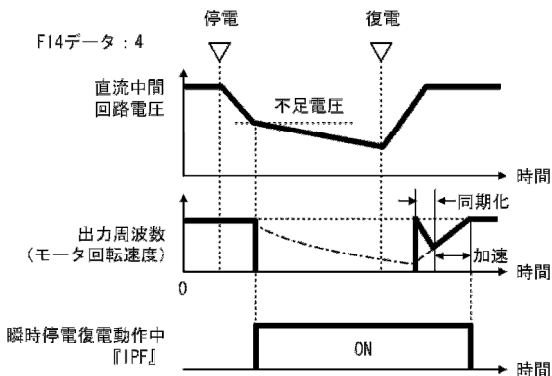 停電
復電
F14データ：4
直流中間
回路電圧
不足電圧
時間
同期化
出力周波数
(モータ回転速度)
加速
時間
0
瞬時停電復電動作中
『IPF』
ON
時間